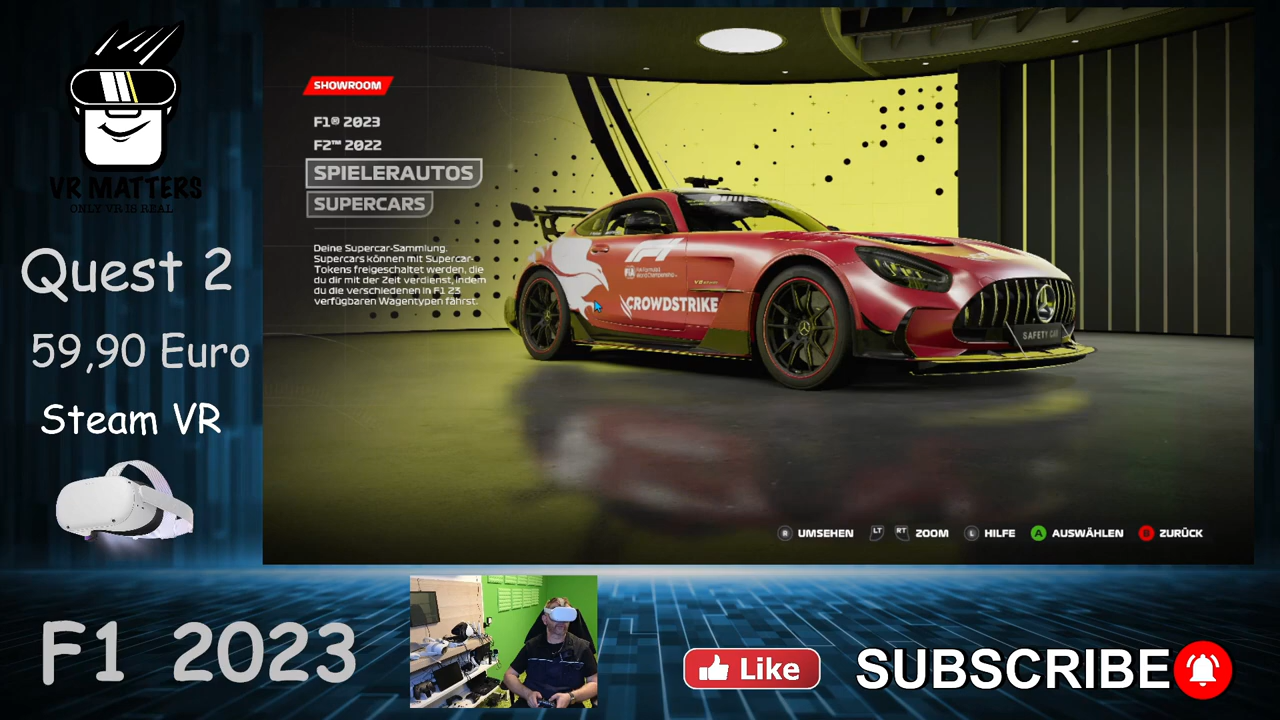 VR MATTERS
ONLY VR IS REAL
Quest 2
59,90 Euro
Steam VR
F1 2023
SHOWROOM
F1® 2023
F2™ 2022
SPIELERAUTOS
SUPERCARS
Deine Supercar-Sammlung.
Supercars können mit Supercar-
Tokens freigeschaltet werden, die
du dir mit der Zeit verdienst, indem
du die verschiedenen in F1 23
verfügbaren Wagentypen fährst.
F1
CROWDSTRIKE
SAFETY CAR
R UMSEHEN
LT RT ZOOM
L HILFE
A AUSWÄHLEN
B ZURÜCK
Like
SUBSCRIBE